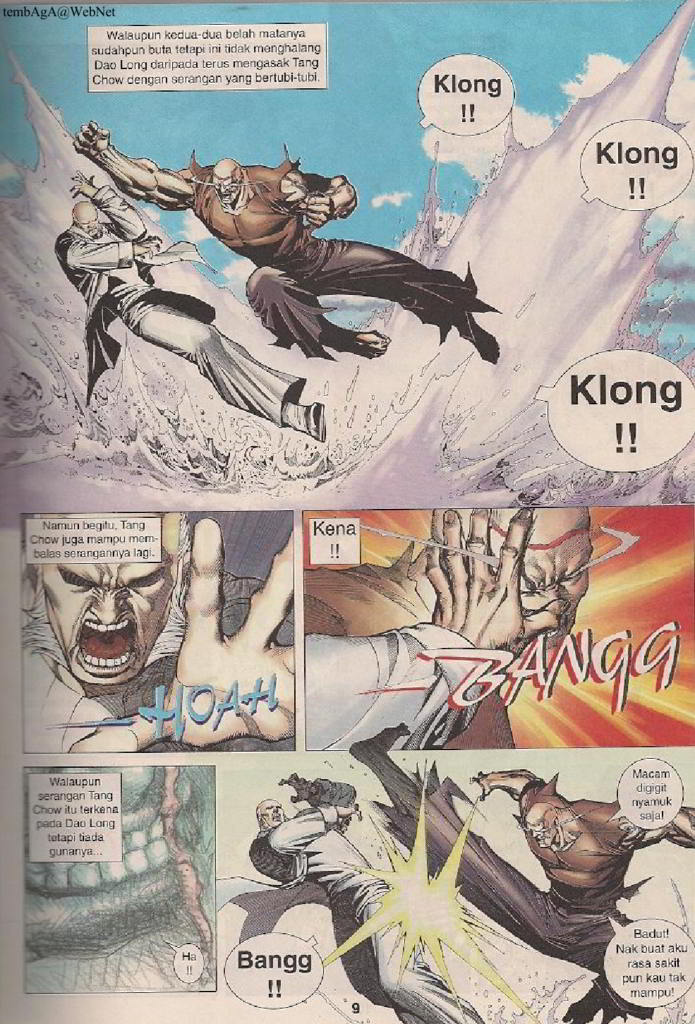 tembAgA@WebNet
Walaupun kedua-dua belah matanya
sudahpun buta tetapi ini tidak menghalang
Dao Long daripada terus mengasak Tang
Chow dengan serangan yang bertubi-tubi.
Klong
!!
Klong
!!
Klong
!!
Namun begitu, Tang
Chow juga mampu mem-
balas serangannya lagi.
HOAH
Kena
!!
BANGG
Walaupun
serangan Tang
Chow itu terkena
pada Dao Long
tetapi tiada
gunanya...
Ha
!!
Macam
digigit
nyamuk
saja!
Bangg
!!
Badut!
Nak buat aku
rasa sakit
pun kau tak
mampu!
9